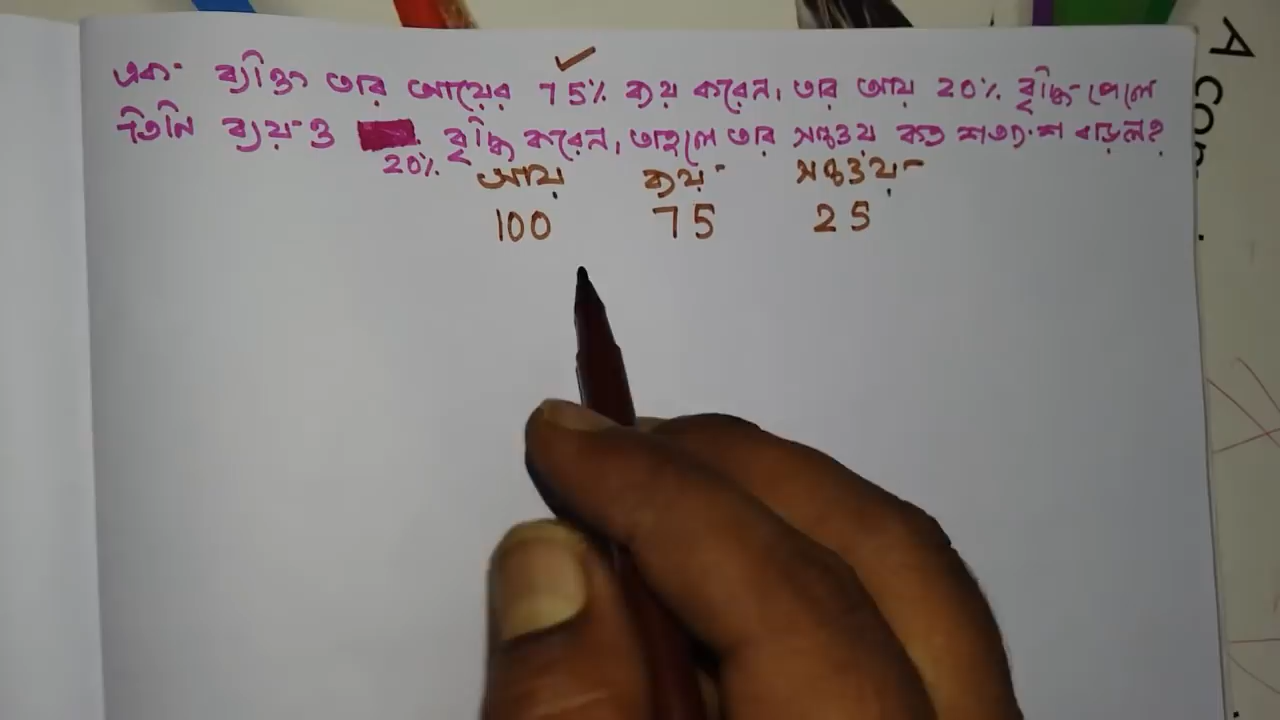 এক ব্যক্তি তার আয়ের 75% ব্যয় করেন। তার আয় 20% বৃদ্ধি পেলে
তিনি ব্যয় ও বৃদ্ধি করেন, তাহলে তার সঞ্চয় কত শতাংশ বাড়ল?
20%
আয় ব্যয় সঞ্চয়
100 75 25
A